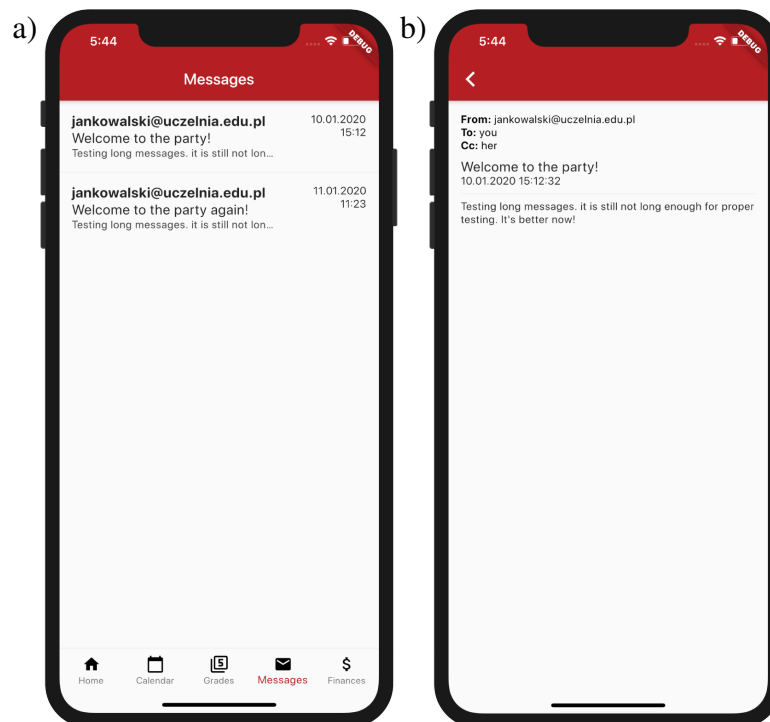 a)
5:44
DEBUG
Messages
jankowalski@uczelnia.edu.pl
10.01.2020
Welcome to the party!
15:12
Testing long messages. it is still not lon...
jankowalski@uczelnia.edu.pl
11.01.2020
Welcome to the party again!
11:23
Testing long messages. it is still not lon...
5
Home
Calendar
Grades
Messages
Finances
b)
5:44
DEBUG
From: jankowalski@uczelnia.edu.pl
To: you
Cc: her
Welcome to the party!
10.01.2020 15:12:32
Testing long messages. it is still not long enough for proper
testing. It's better now!